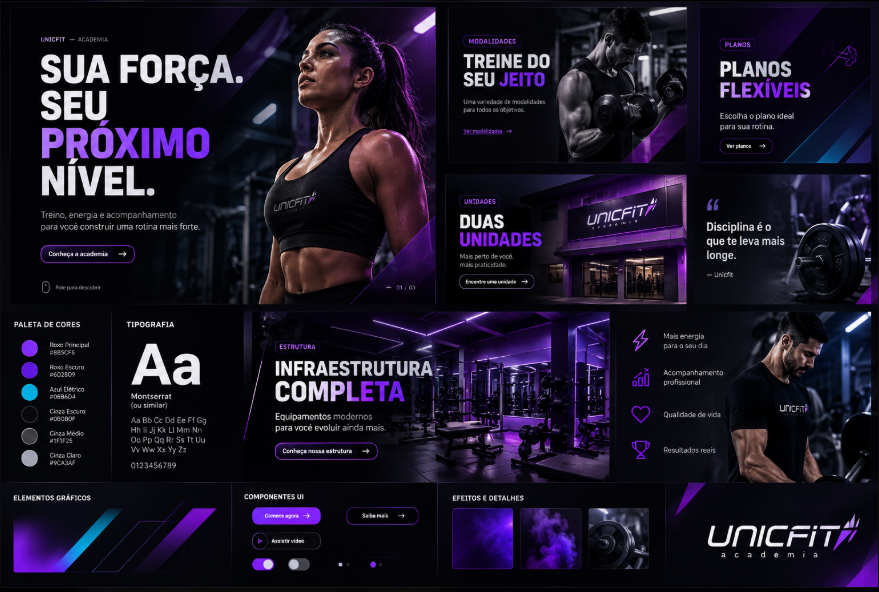 UNICFIT — ACADEMIA
SUA FORÇA.
SEU
PRÓXIMO
NÍVEL.
Treino, energia e acompanhamento
para você construir uma rotina mais forte.
Conheça a academia →
Role para descobrir
01 / 03
UNICFIT
MODALIDADES
TREINE DO
SEU JEITO
Uma variedade de modalidades
para todos os objetivos.
Ver modalidades →
PLANOS
PLANOS
FLEXÍVEIS
Escolha o plano ideal
para sua rotina.
Ver planos →
UNIDADES
DUAS
UNIDADES
Mais perto de você,
mais praticidade.
Encontre uma unidade →
UNICFIT
academia
“
Disciplina é o
que te leva mais
longe.
— Unicfit
PALETA DE CORES
Roxo Principal
#8B5CF6
Roxo Escuro
#6D28D9
Azul Elétrico
#06B6D4
Cinza Escuro
#0B0B0F
Cinza Médio
#1F1F25
Cinza Claro
#9CA3AF
TIPOGRAFIA
Aa
Montserrat
(ou similar)
Aa Bb Cc Dd Ee Ff Gg
Hh Ii Jj Kk Ll Mm Nn
Oo Pp Qq Rr Ss Tt Uu
Vv Ww Xx Yy Zz
0123456789
ESTRUTURA
INFRAESTRUTURA
COMPLETA
Equipamentos modernos
para você evoluir ainda mais.
Conheça nossa estrutura →
Mais energia
para o seu dia
Acompanhamento
profissional
Qualidade de vida
Resultados reais
UNICFIT
ELEMENTOS GRÁFICOS
COMPONENTES UI
Comece agora →
Saiba mais →
Assistir vídeo
EFEITOS E DETALHES
UNICFIT
academia